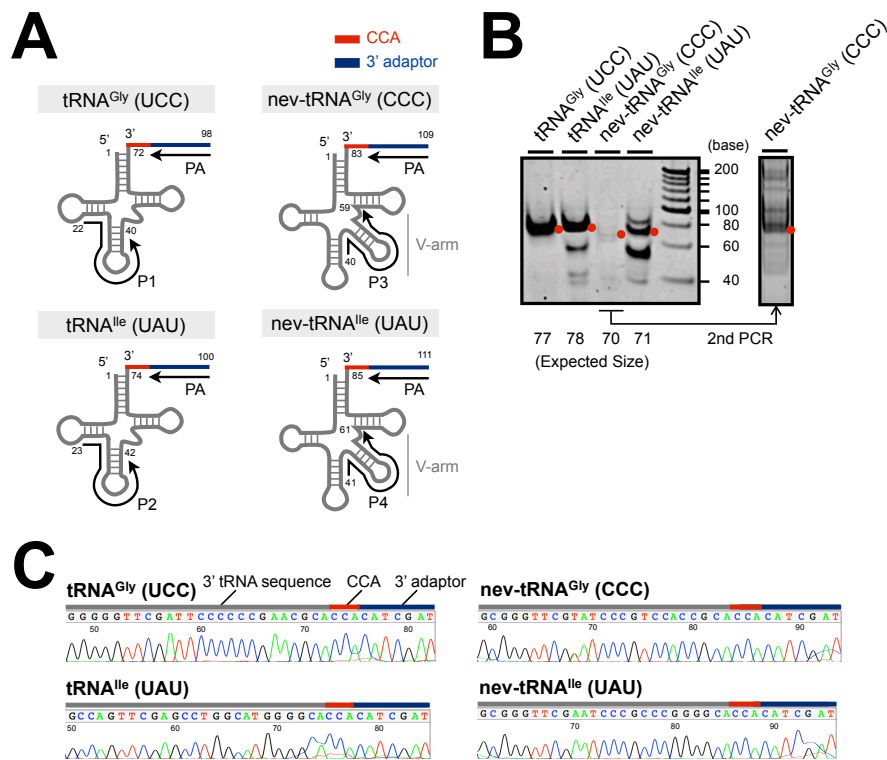 A
CCA
3' adaptor
tRNAGly (UCC)
nev-tRNAGly (CCC)
5' 3' 98
1 72
PA
22 40
P1
5' 3' 109
1 83
PA
59
40
V-arm
P3
tRNAIle (UAU)
nev-tRNAIle (UAU)
5' 3' 100
1 74
PA
23 42
P2
5' 3' 111
1 85
PA
61
41
V-arm
P4
B
tRNAGly (UCC)
tRNAIle (UAU)
nev-tRNAGly (CCC)
nev-tRNAIle (UAU)
nev-tRNAGly (CCC)
(base)
200
100
80
60
40
77 78 70 71
(Expected Size)
2nd PCR
C
tRNAGly (UCC)
3' tRNA sequence CCA 3' adaptor
GGGGGTTCGATTCCCCCCGAACGCACCACATCGAT
50 60 70 80
nev-tRNAGly (CCC)
GCGGGTTCGTATCCCGTCCACCGCACCACATCGAT
60 70 80 90
tRNAIle (UAU)
GCCAGTTCGAGCCTGGCATGGGGCACCACATCGAT
50 60 70 80
nev-tRNAIle (UAU)
GCGGGTTCGAATCCCGCCCGGGGCACCACATCGAT
70 80 90